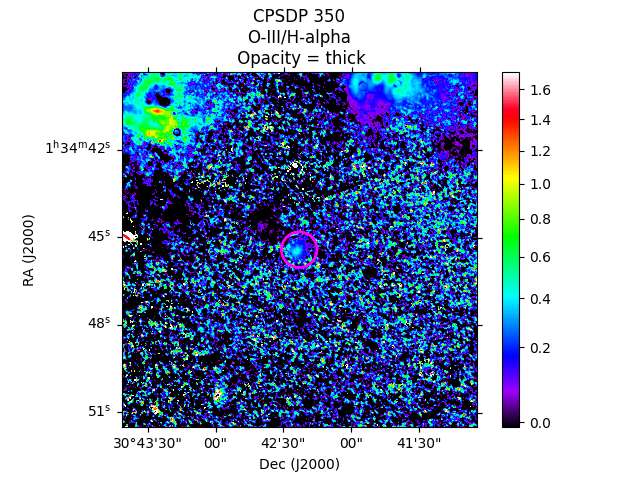 CPSDP 350
O-III/H-alpha
Opacity = thick
1.6
1.4
1.2
1.0
0.8
0.6
0.4
0.2
0.0
1ʰ34ᵐ42ˢ
45ˢ
48ˢ
51ˢ
RA (J2000)
30°43'30" 00" 42'30" 00" 41'30"
Dec (J2000)